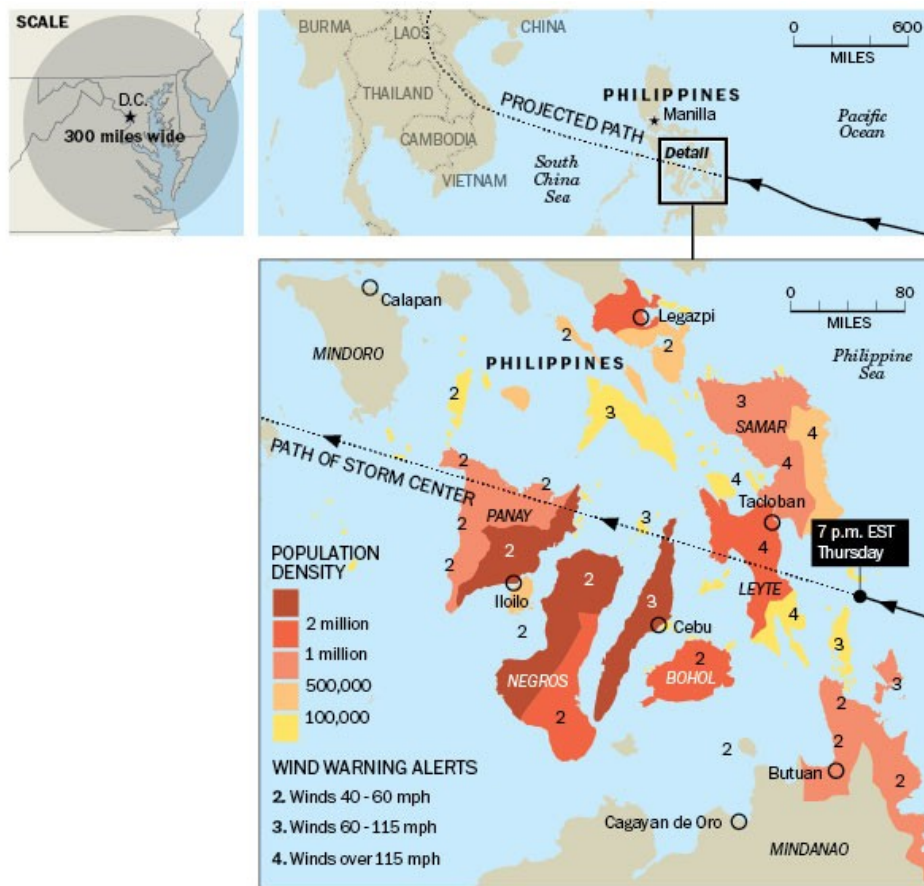 SCALE
D.C.
300 miles wide
BURMA
LAOS
CHINA
0 600
MILES
THAILAND
PHILIPPINES
Manilla
PROJECTED PATH
Pacific
Ocean
CAMBODIA
Detail
South
China
Sea
VIETNAM
Calapan
Legazpi
0 80
MILES
MINDORO
2
2
PHILIPPINES
Philippine
Sea
2
3
3
SAMAR
4
PATH OF STORM CENTER
2
4
4
2
Tacloban
PANAY
3
2
7 p.m. EST
Thursday
4
POPULATION
DENSITY
2
2
2
LEYTE
Iloilo
3
4
2 million
2
Cebu
3
1 million
NEGROS
2
BOHOL
3
500,000
2
2
100,000
2
2
WIND WARNING ALERTS
Butuan
2
2. Winds 40 - 60 mph
3. Winds 60 - 115 mph
Cagayan de Oro
MINDANAO
4. Winds over 115 mph